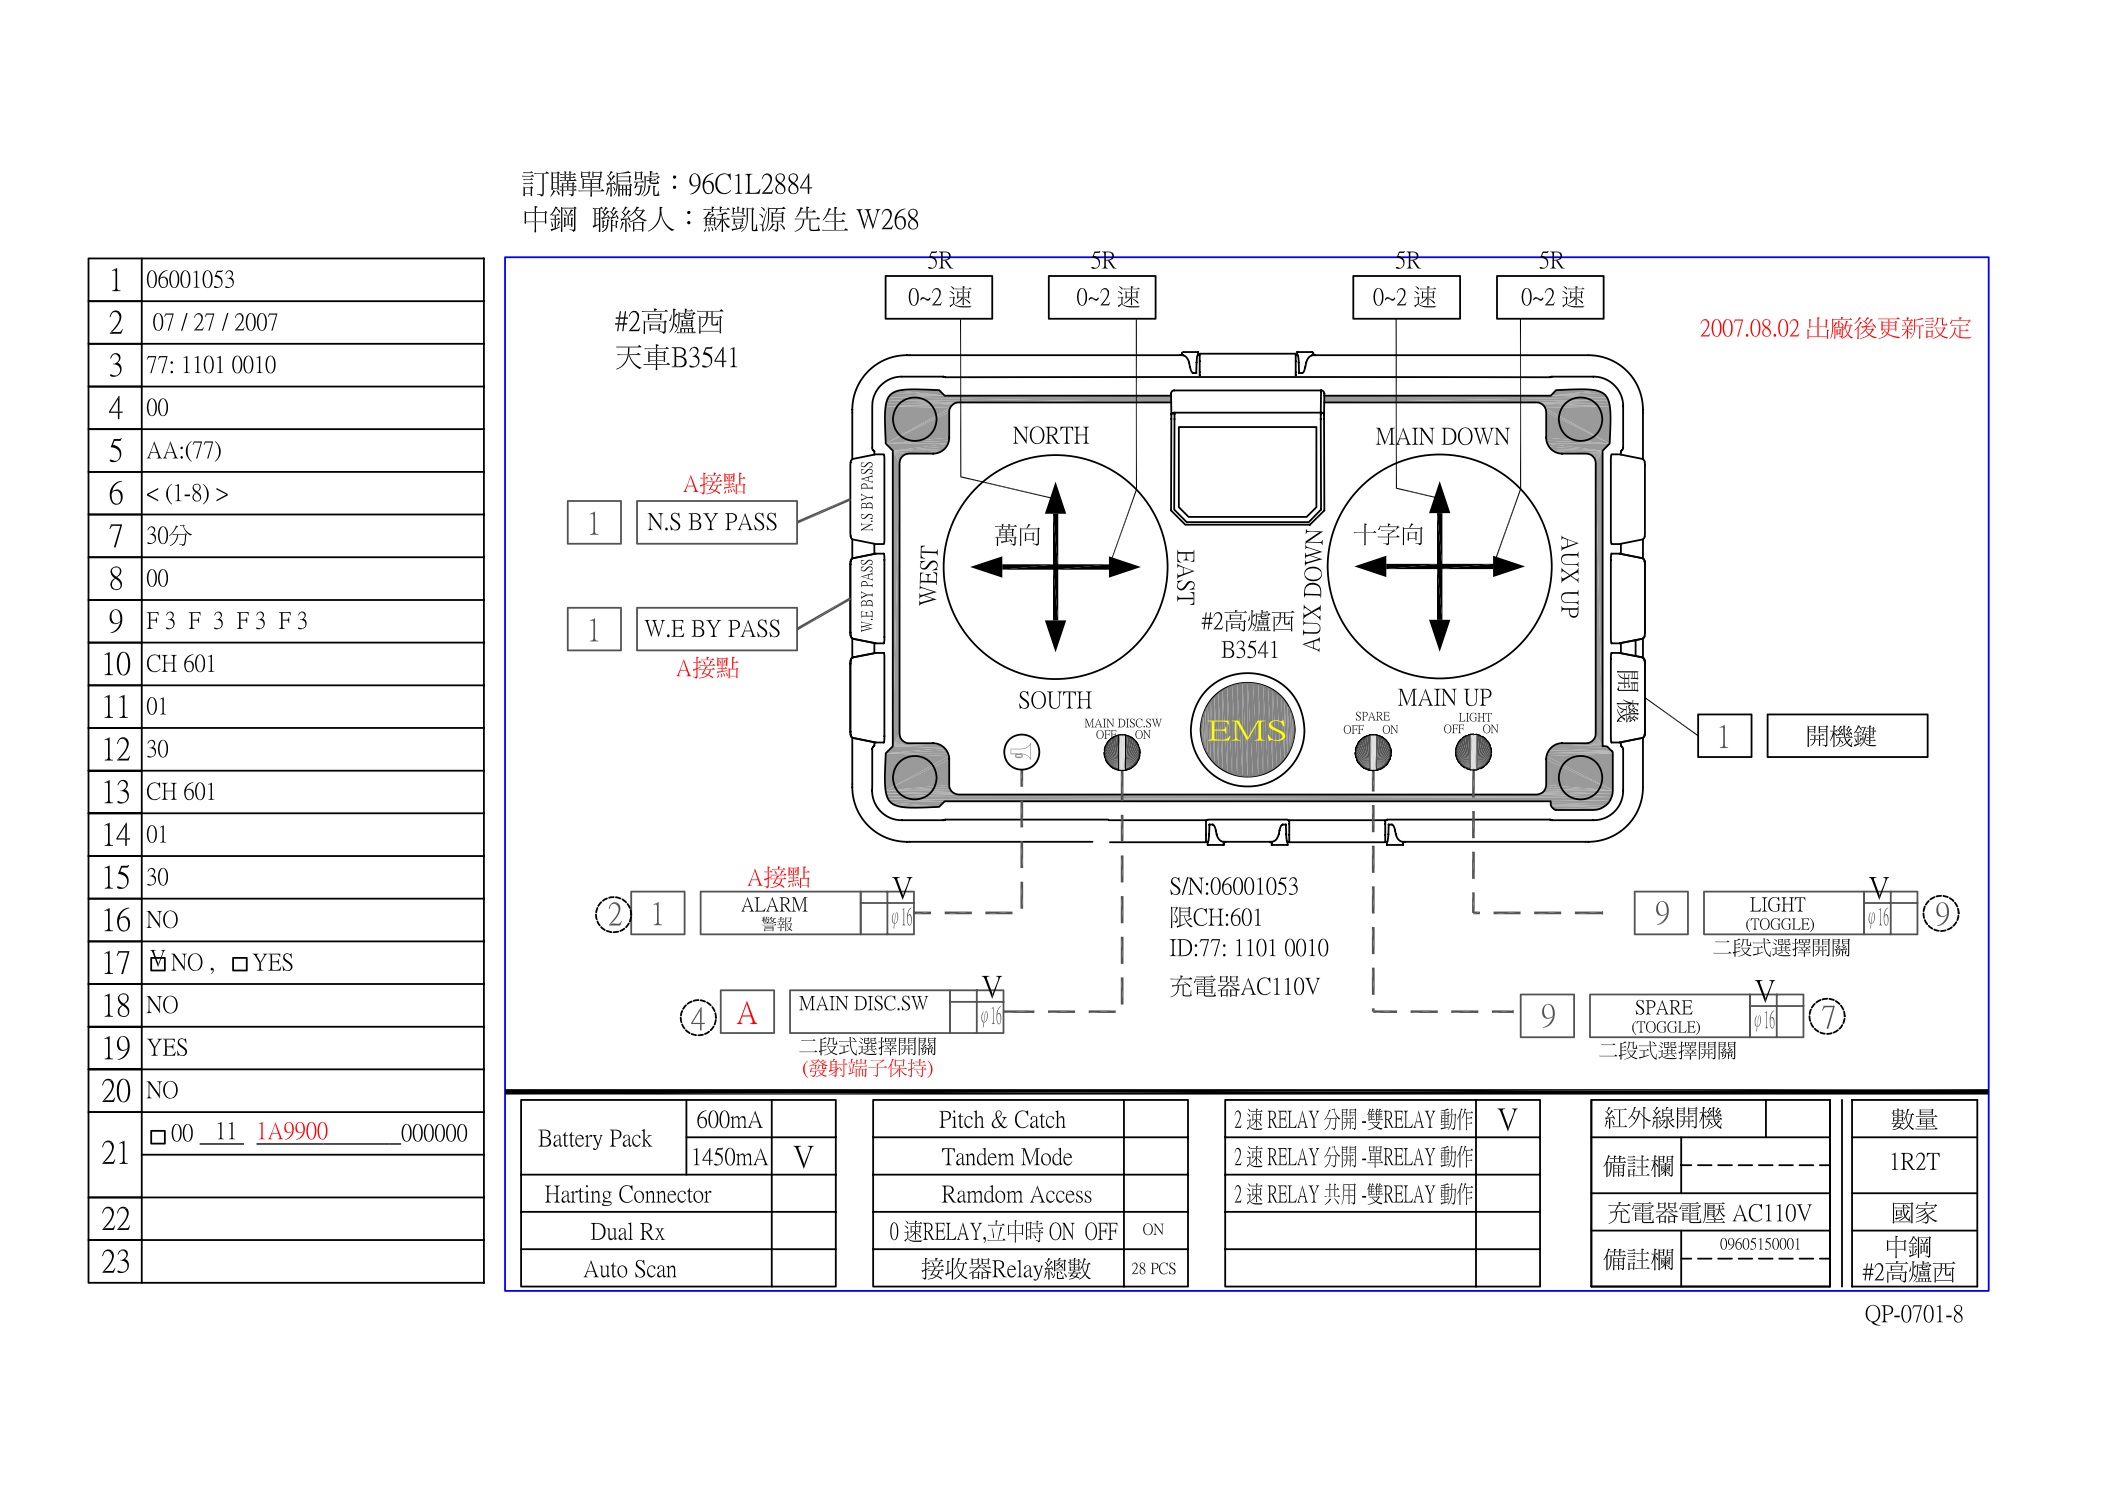 訂購單編號：96C1L2884
中鋼 聯絡人：蘇凱源 先生 W268
1 06001053
2 07 / 27 / 2007
3 77: 1101 0010
4 00
5 AA:(77)
6 < (1-8) >
7 30分
8 00
9 F 3 F 3 F 3 F 3
10 CH 601
11 01
12 30
13 CH 601
14 01
15 30
16 NO
17 V NO , YES
18 NO
19 YES
20 NO
21 00 11 1A9900 000000
22
23
5R 5R 5R 5R
0~2 速 0~2 速 0~2 速 0~2 速
#2高爐西
天車B3541
2007.08.02 出廠後更新設定
NORTH
MAIN DOWN
A接點
1 N.S BY PASS
N.S BY PASS
萬向
十字向
WEST
EAST
AUX DOWN
AUX UP
1 W.E BY PASS
W.E BY PASS
A接點
#2高爐西
B3541
SOUTH
MAIN UP
開機
MAIN DISC.SW
OFF ON
EMS
SPARE
OFF ON
LIGHT
OFF ON
1 開機鍵
A接點
V
2 1 ALARM φ16
警報
S/N:06001053
限CH:601
ID:77: 1101 0010
充電器AC110V
V
9 LIGHT φ16 9
(TOGGLE)
二段式選擇開關
V
4 A MAIN DISC.SW φ16
二段式選擇開關
(發射端子保持)
V
9 SPARE φ16 7
(TOGGLE)
二段式選擇開關
Battery Pack 600mA
1450mA V
Harting Connector
Dual Rx
Auto Scan
Pitch & Catch
Tandem Mode
Ramdom Access
0 速RELAY,立中時 ON OFF ON
接收器Relay總數 28 PCS
2 速 RELAY 分開 -雙RELAY 動作 V
2 速 RELAY 分開 -單RELAY 動作
2 速 RELAY 共用 -雙RELAY 動作
紅外線開機
備註欄
充電器電壓 AC110V
備註欄 09605150001
數量
1R2T
國家
中鋼
#2高爐西
QP-0701-8